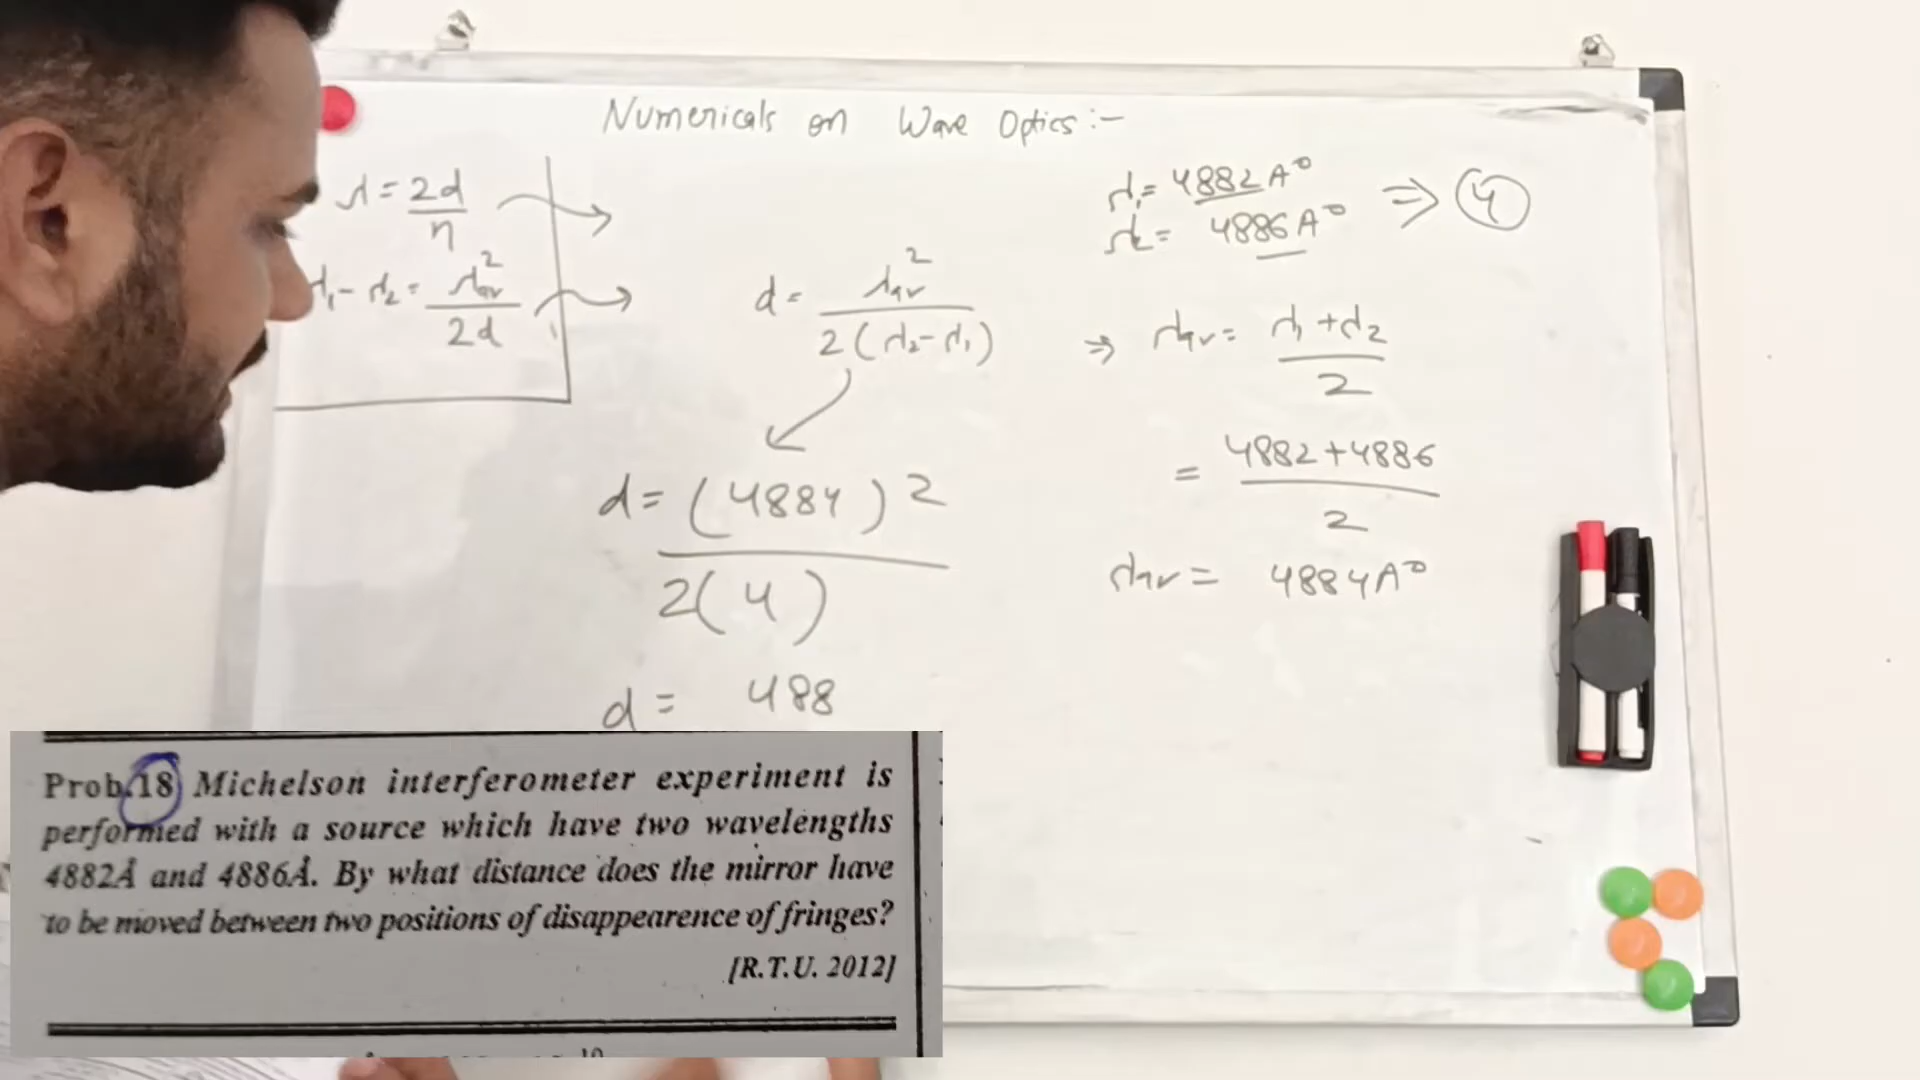 Numericals on Wave Optics :-
λ = 2d / n
λ₁ - λ₂ = λav² / 2d
d = λav² / 2(λ₂ - λ₁)
d = (4884)² / 2(4)
d = 488
λ₁ = 4882A° ⇒ 4
λ₂ = 4886A°
⇒ λav = λ₁ + λ₂ / 2
= 4882 + 4886 / 2
λav = 4884A°
Prob.18 Michelson interferometer experiment is
performed with a source which have two wavelengths
4882Å and 4886Å. By what distance does the mirror have
to be moved between two positions of disappearence of fringes?
[R.T.U. 2012]